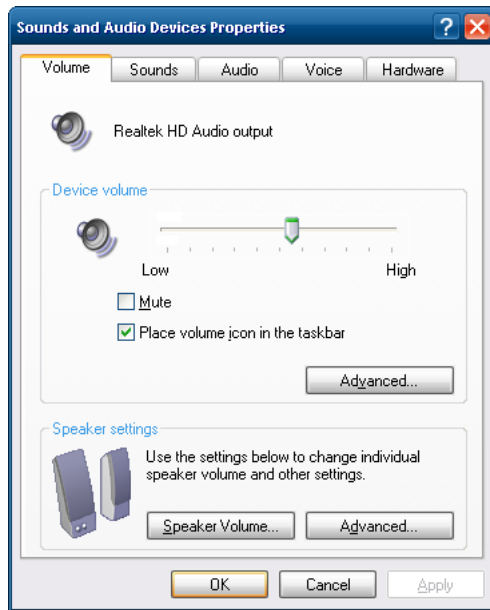 Sounds and Audio Devices Properties
Volume Sounds Audio Voice Hardware
Realtek HD Audio output
Device volume
Low High
Mute
Place volume icon in the taskbar
Advanced...
Speaker settings
Use the settings below to change individual
speaker volume and other settings.
Speaker Volume... Advanced...
OK Cancel Apply